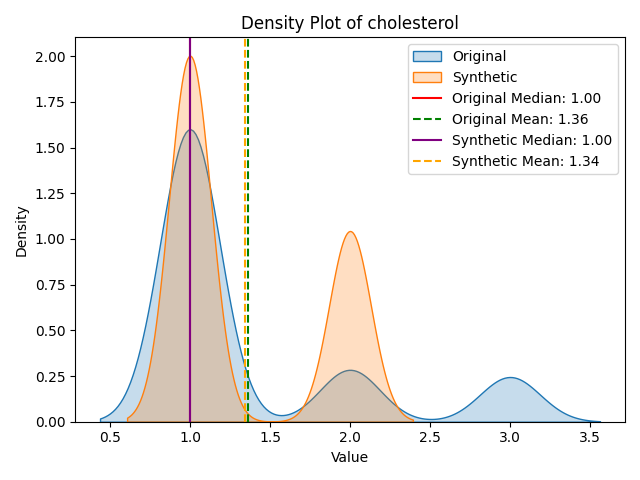 Density Plot of cholesterol
Original
Synthetic
Original Median: 1.00
Original Mean: 1.36
Synthetic Median: 1.00
Synthetic Mean: 1.34
Density
2.00
1.75
1.50
1.25
1.00
0.75
0.50
0.25
0.00
0.5 1.0 1.5 2.0 2.5 3.0 3.5
Value